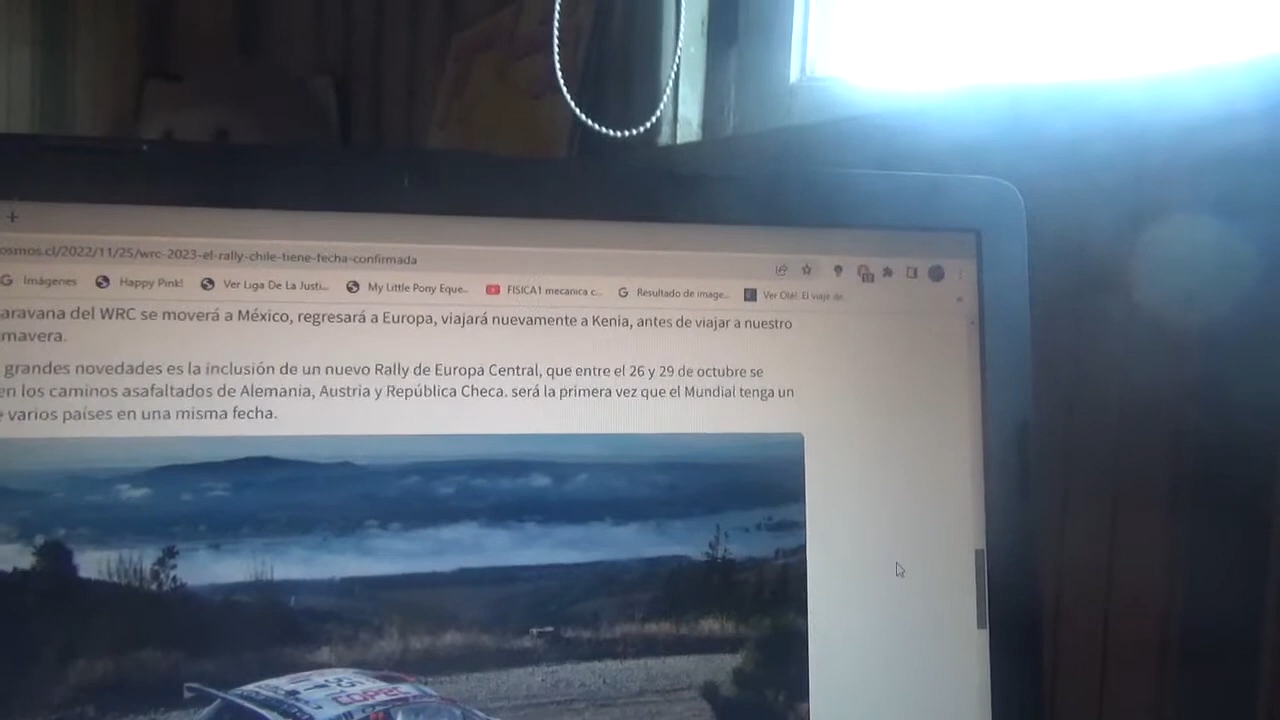 osmos.cl/2022/11/25/wrc-2023-el-rally-chile-tiene-fecha-confirmada
Imágenes Happy Pink! Ver Liga De La Justi... My Little Pony Eque... FISICA1 mecanica c... Resultado de image... Ver Olé! El viaje de
aravana del WRC se moverá a México, regresará a Europa, viajará nuevamente a Kenia, antes de viajar a nuestro
mavera.
grandes novedades es la inclusión de un nuevo Rally de Europa Central, que entre el 26 y 29 de octubre se
en los caminos asafaltados de Alemania, Austria y República Checa. será la primera vez que el Mundial tenga un
e varios países en una misma fecha.
COPEC